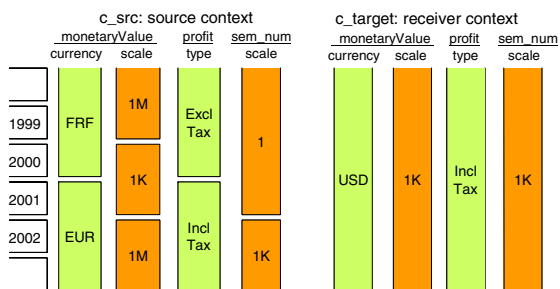 c_src: source context
c_target: receiver context
monetaryValue profit sem_num
monetaryValue profit sem_num
currency scale type scale
currency scale type scale
1M
Excl
Tax
1999
FRF
2000
1
1K
USD
1K
Incl
Tax
1K
2001
Incl
Tax
2002
EUR
1M
1K